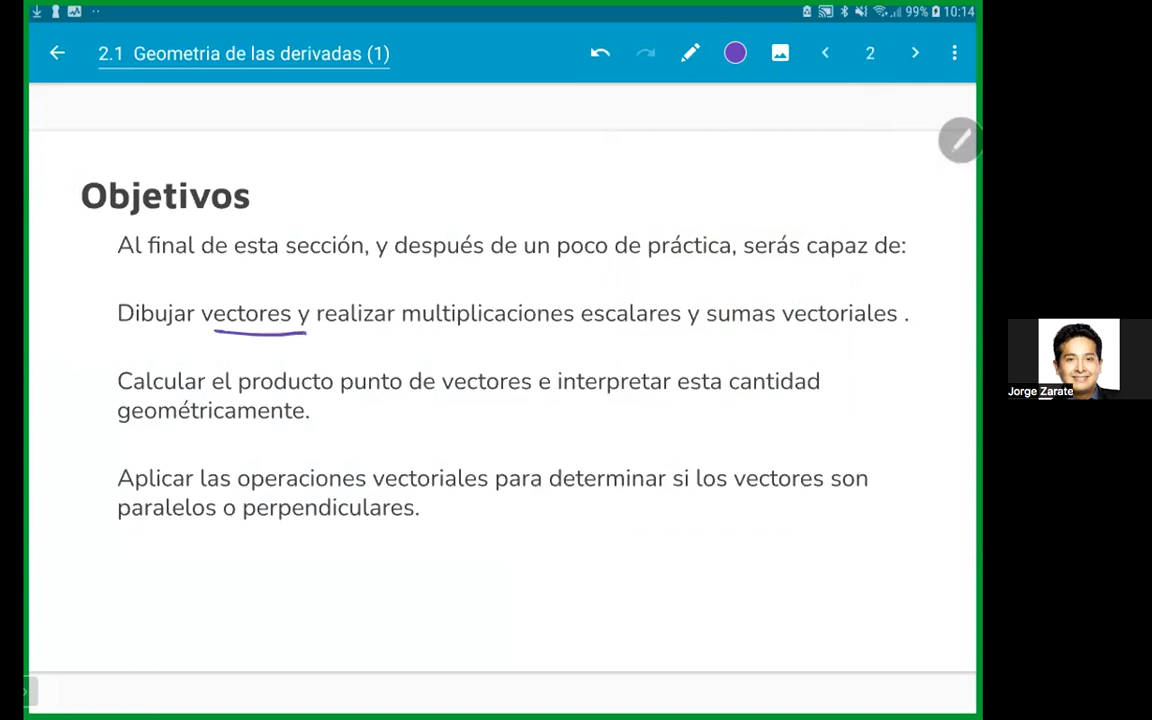 99% 10:14
2.1 Geometria de las derivadas (1)
2
Objetivos
Al final de esta sección, y después de un poco de práctica, serás capaz de:
Dibujar vectores y realizar multiplicaciones escalares y sumas vectoriales .
Calcular el producto punto de vectores e interpretar esta cantidad
geométricamente.
Aplicar las operaciones vectoriales para determinar si los vectores son
paralelos o perpendiculares.
Jorge Zarate